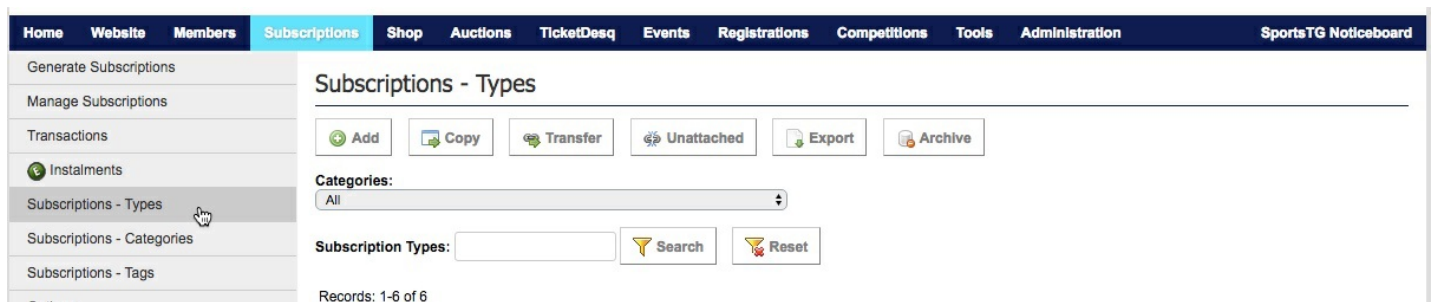 Home Website Members Subscriptions Shop Auctions TicketDesq Events Registrations Competitions Tools Administration SportsTG Noticeboard
Generate Subscriptions
Manage Subscriptions
Transactions
Instalments
Subscriptions - Types
Subscriptions - Categories
Subscriptions - Tags
Subscriptions - Types
Add Copy Transfer Unattached Export Archive
Categories:
All
Subscription Types: Search Reset
Records: 1-6 of 6